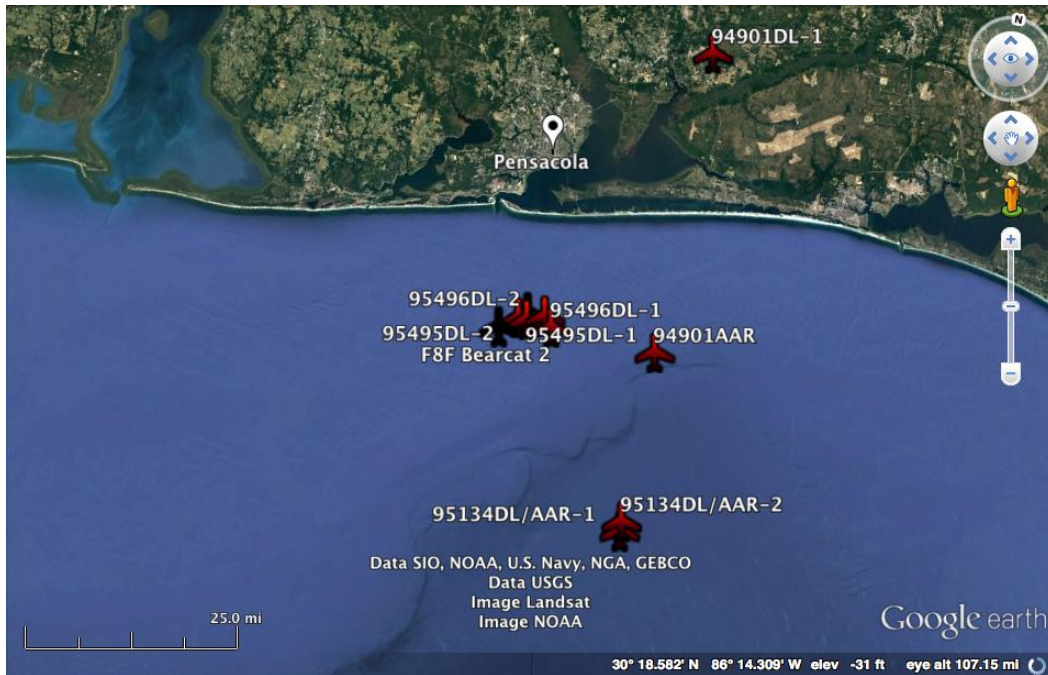 N
94901DL-1
Pensacola
95496DL-2
95496DL-1
95495DL-2
95495DL-1
94901AAR
F8F Bearcat 2
95134DL/AAR-1
95134DL/AAR-2
Data SIO, NOAA, U.S. Navy, NGA, GEBCO
Data USGS
Image Landsat
Image NOAA
25.0 mi
Google earth
30° 18.582' N 86° 14.309' W elev -31 ft eye alt 107.15 mi